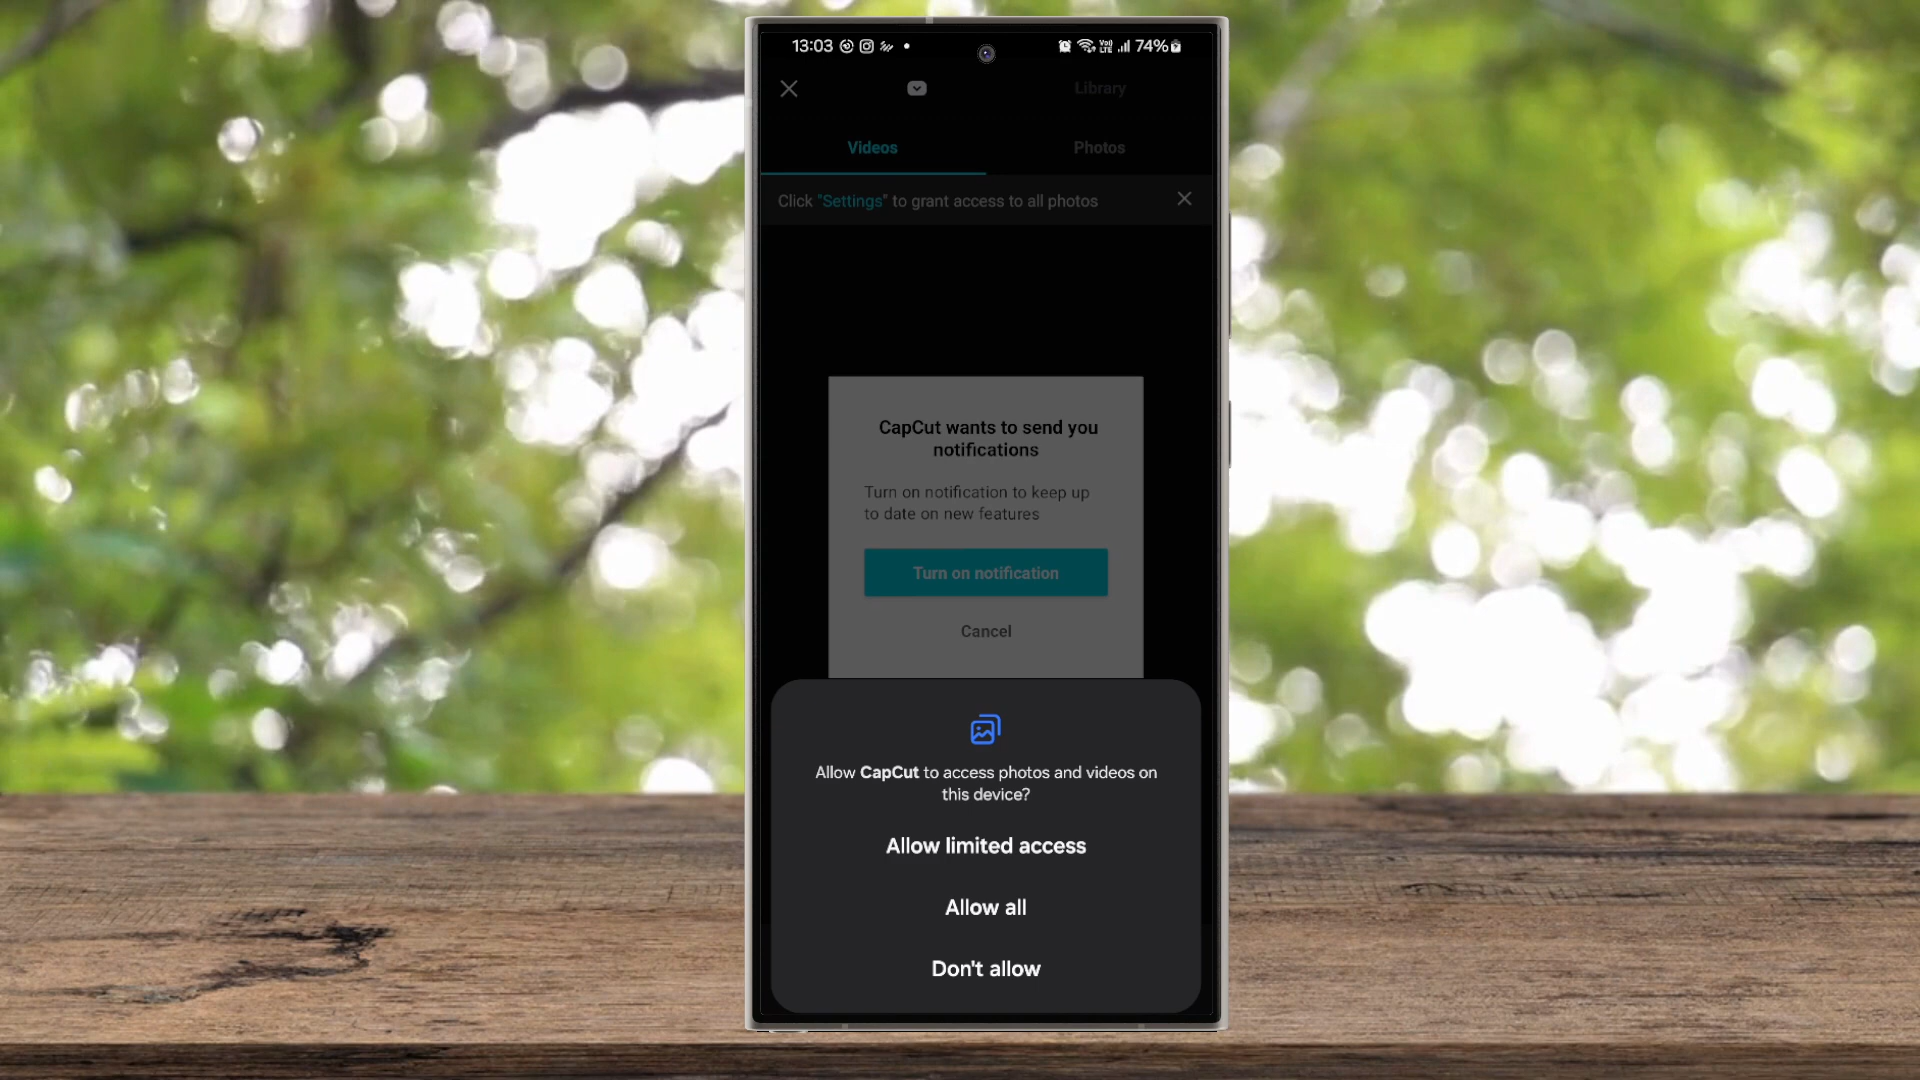 13:03 74%
Library
Videos Photos
Click "Settings" to grant access to all photos
CapCut wants to send you
notifications
Turn on notification to keep up
to date on new features
Turn on notification
Cancel
Allow CapCut to access photos and videos on
this device?
Allow limited access
Allow all
Don't allow